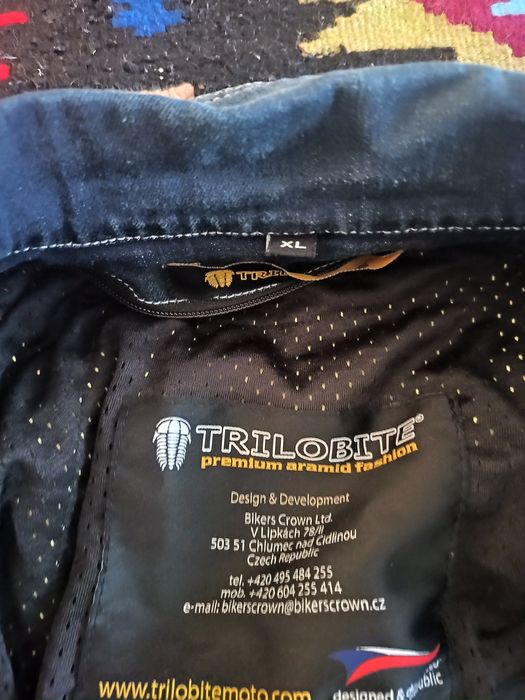 XL
TRILOBITE®
premium aramid fashion
Design & Development
Bikers Crown Ltd.
V Lipkách 78/II
503 51 Chlumec nad Cidlinou
Czech Republic
tel. +420 495 484 255
mob. +420 604 255 414
e-mail: bikerscrown@bikerscrown.cz
www.trilobitemoto.com
designed &